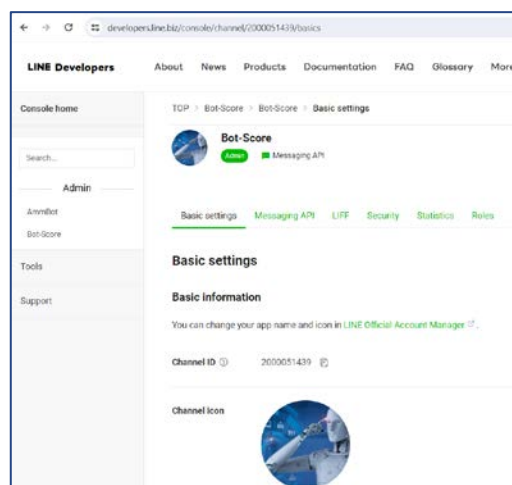 developers.line.biz/console/channel/2000051439/basics
LINE Developers About News Products Documentation FAQ Glossary More
Console home
TOP > Bot-Score > Bot-Score > Basic settings
Bot-Score
Admin Messaging API
Search...
Admin
AmmBot
Bot-Score
Tools
Support
Basic settings Messaging API LIFF Security Statistics Roles
Basic settings
Basic information
You can change your app name and icon in LINE Official Account Manager .
Channel ID 2000051439
Channel icon